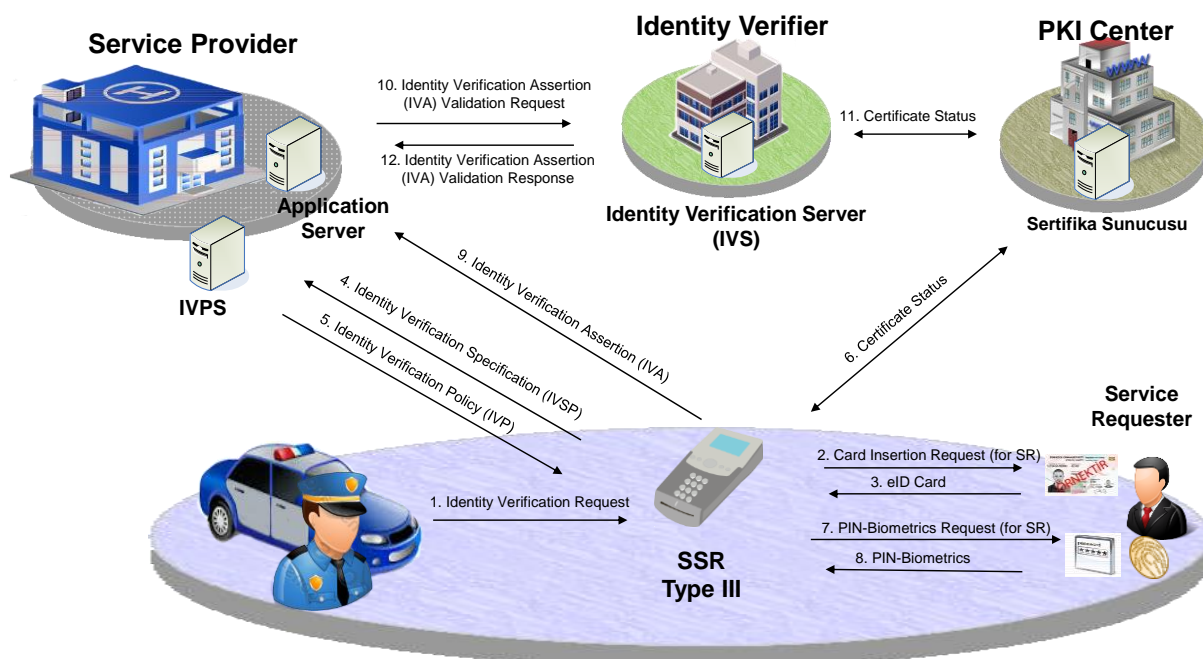 Service Provider
Identity Verifier
PKI Center
WWW
H
10. Identity Verification Assertion
(IVA) Validation Request
11. Certificate Status
12. Identity Verification Assertion
(IVA) Validation Response
Application
Server
Identity Verification Server
(IVS)
Sertifika Sunucusu
IVPS
9. Identity Verification Assertion (IVA)
4. Identity Verification Specification (IVSP)
5. Identity Verification Policy (IVP)
6. Certificate Status
Service
Requester
2. Card Insertion Request (for SR)
ÖRNEKTİR
3. eID Card
1. Identity Verification Request
7. PIN-Biometrics Request (for SR)
8. PIN-Biometrics
SSR
Type III